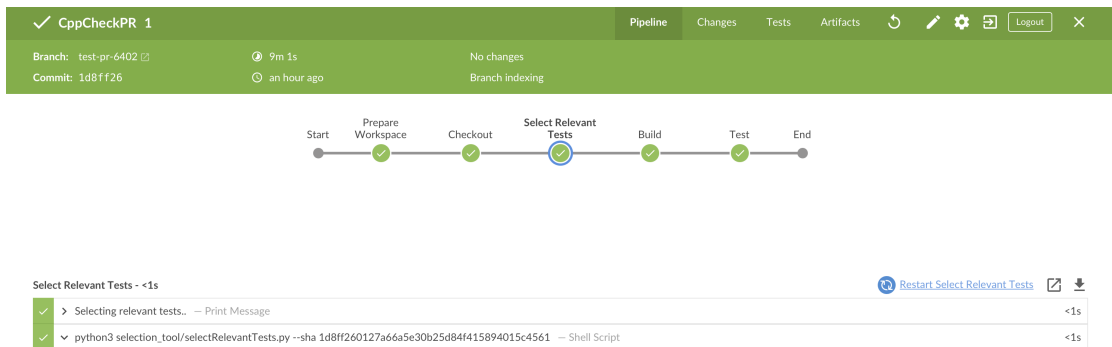 CppCheckPR 1
Pipeline Changes Tests Artifacts Logout
Branch: test-pr-6402 9m 1s No changes
Commit: 1d8ff26 an hour ago Branch indexing
Start Prepare Workspace Checkout Select Relevant Tests Build Test End
Select Relevant Tests - <1s Restart Select Relevant Tests
Selecting relevant tests.. — Print Message <1s
python3 selection_tool/selectRelevantTests.py --sha 1d8ff260127a66a5e30b25d84f415894015c4561 — Shell Script <1s